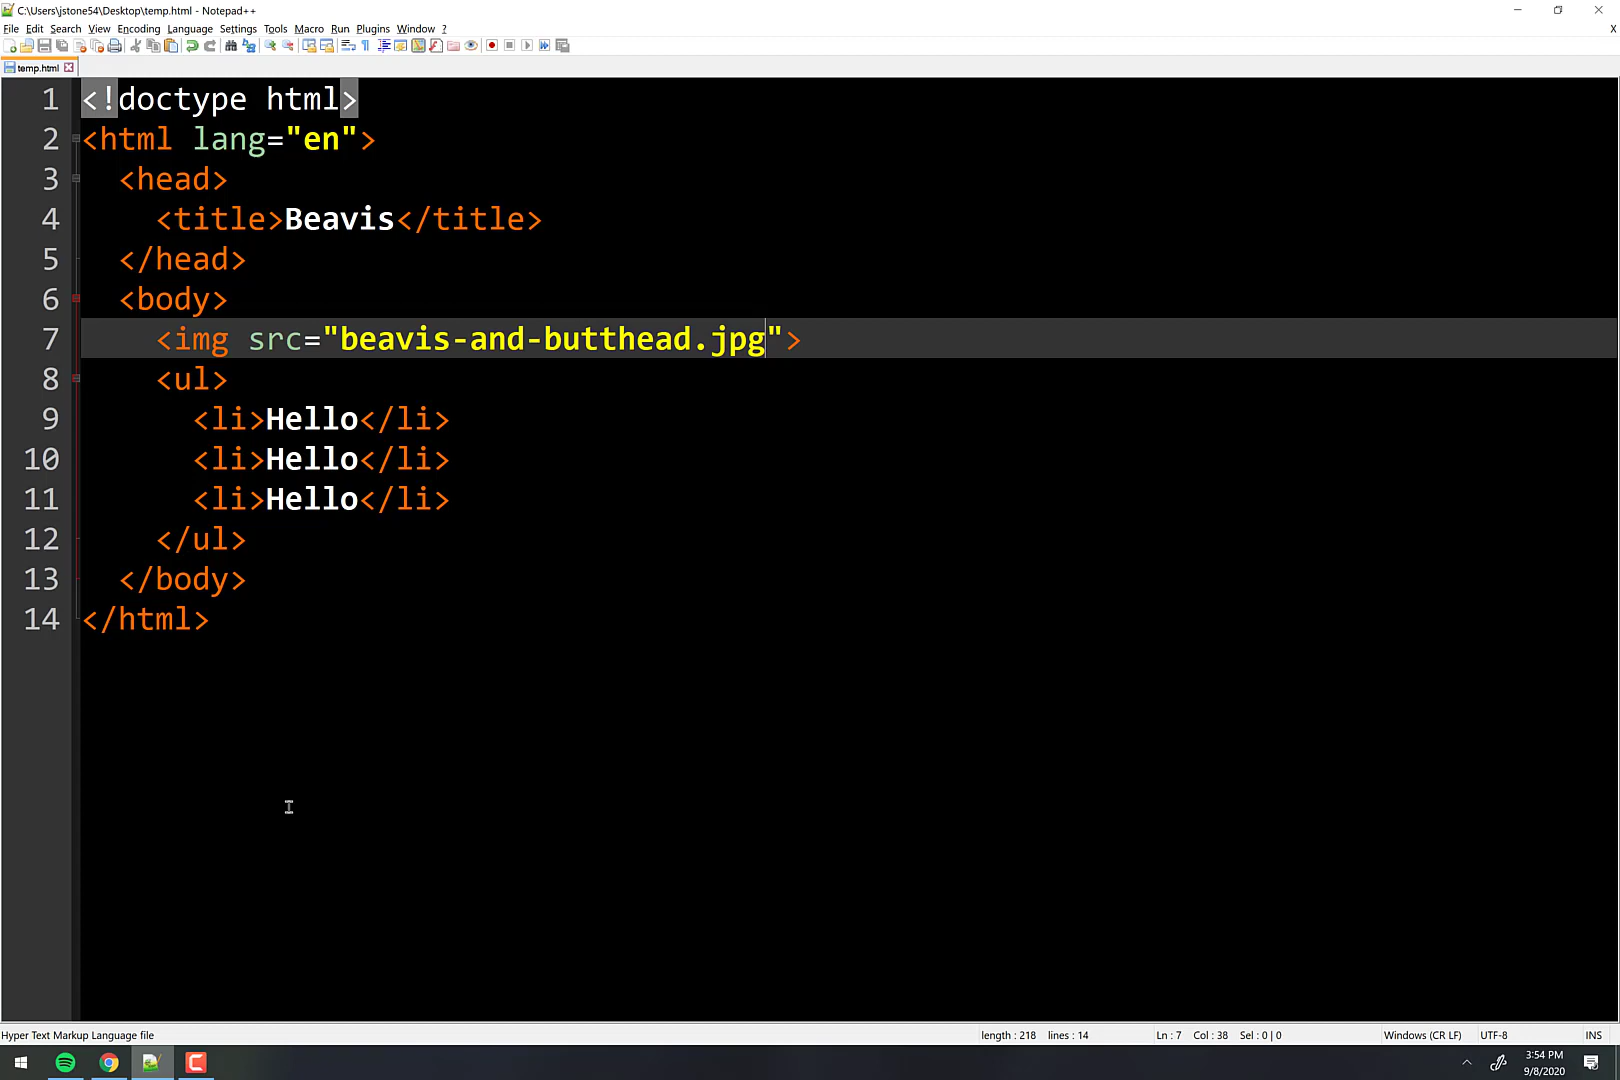 C:\Users\jstone54\Desktop\temp.html - Notepad++
File Edit Search View Encoding Language Settings Tools Macro Run Plugins Window ? X
temp.html
1 <!doctype html>
2 <html lang="en">
3 <head>
4 <title>Beavis</title>
5 </head>
6 <body>
7 <img src="beavis-and-butthead.jpg">
8 <ul>
9 <li>Hello</li>
10 <li>Hello</li>
11 <li>Hello</li>
12 </ul>
13 </body>
14 </html>
Hyper Text Markup Language file length : 218 lines : 14 Ln : 7 Col : 38 Sel : 0 | 0 Windows (CR LF) UTF-8 INS
3:54 PM
9/8/2020